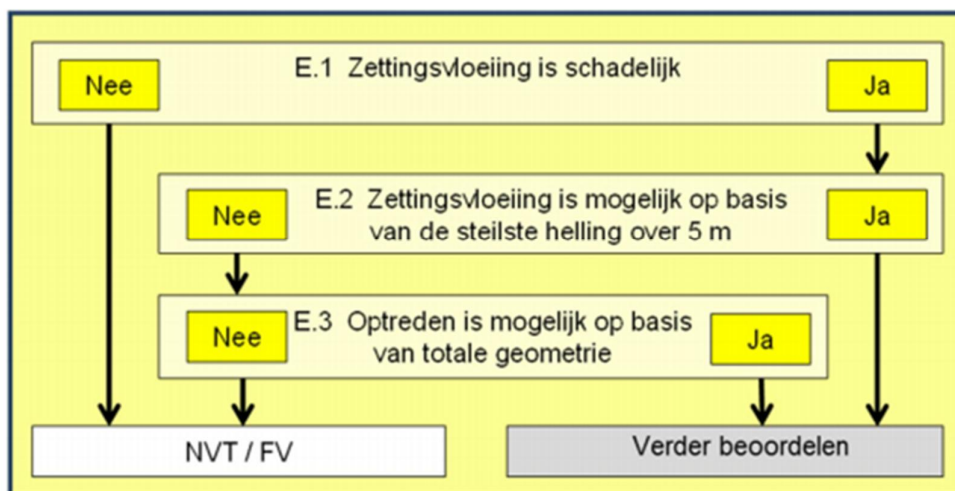 E.1 Zettingsvloeiing is schadelijk
Nee
Ja
E.2 Zettingsvloeiing is mogelijk op basis
van de steilste helling over 5 m
Nee
Ja
E.3 Optreden is mogelijk op basis
van totale geometrie
Nee
Ja
NVT / FV
Verder beoordelen